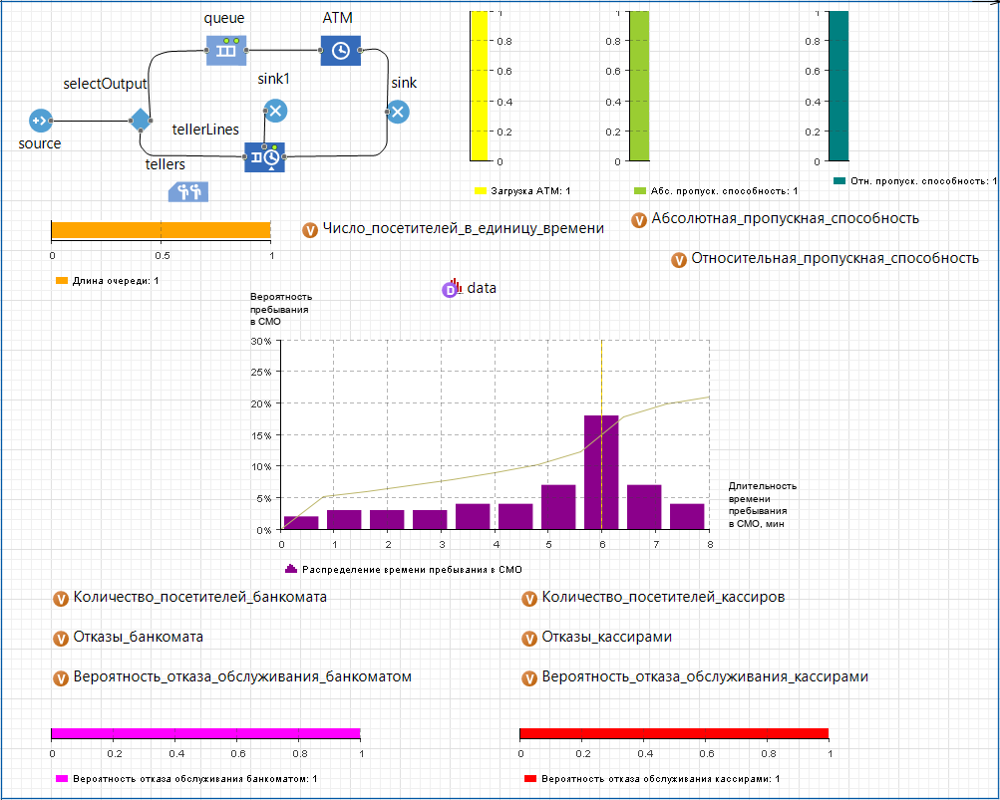 queue
ATM
selectOutput
sink1
sink
source
tellerLines
tellers
1
0.8
0.6
0.4
0.2
0
Загрузка ATM: 1
1
0.8
0.6
0.4
0.2
0
Абс. пропуск. способность: 1
1
0.8
0.6
0.4
0.2
0
Отн. пропуск. способность: 1
0 0.5 1
Длина очереди: 1
V Число_посетителей_в_единицу_времени
V Абсолютная_пропускная_способность
V Относительная_пропускная_способность
D data
Вероятность
пребывания
в СМО
30%
25%
20%
15%
10%
5%
0%
0 1 2 3 4 5 6 7 8
Длительность
времени
пребывания
в СМО, мин
Распределение времени пребывания в СМО
V Количество_посетителей_банкомата
V Количество_посетителей_кассиров
V Отказы_банкомата
V Отказы_кассирами
V Вероятность_отказа_обслуживания_банкоматом
V Вероятность_отказа_обслуживания_кассирами
0 0.2 0.4 0.6 0.8 1
0 0.2 0.4 0.6 0.8 1
Вероятность отказа обслуживания банкоматом: 1
Вероятность отказа обслуживания кассирами: 1